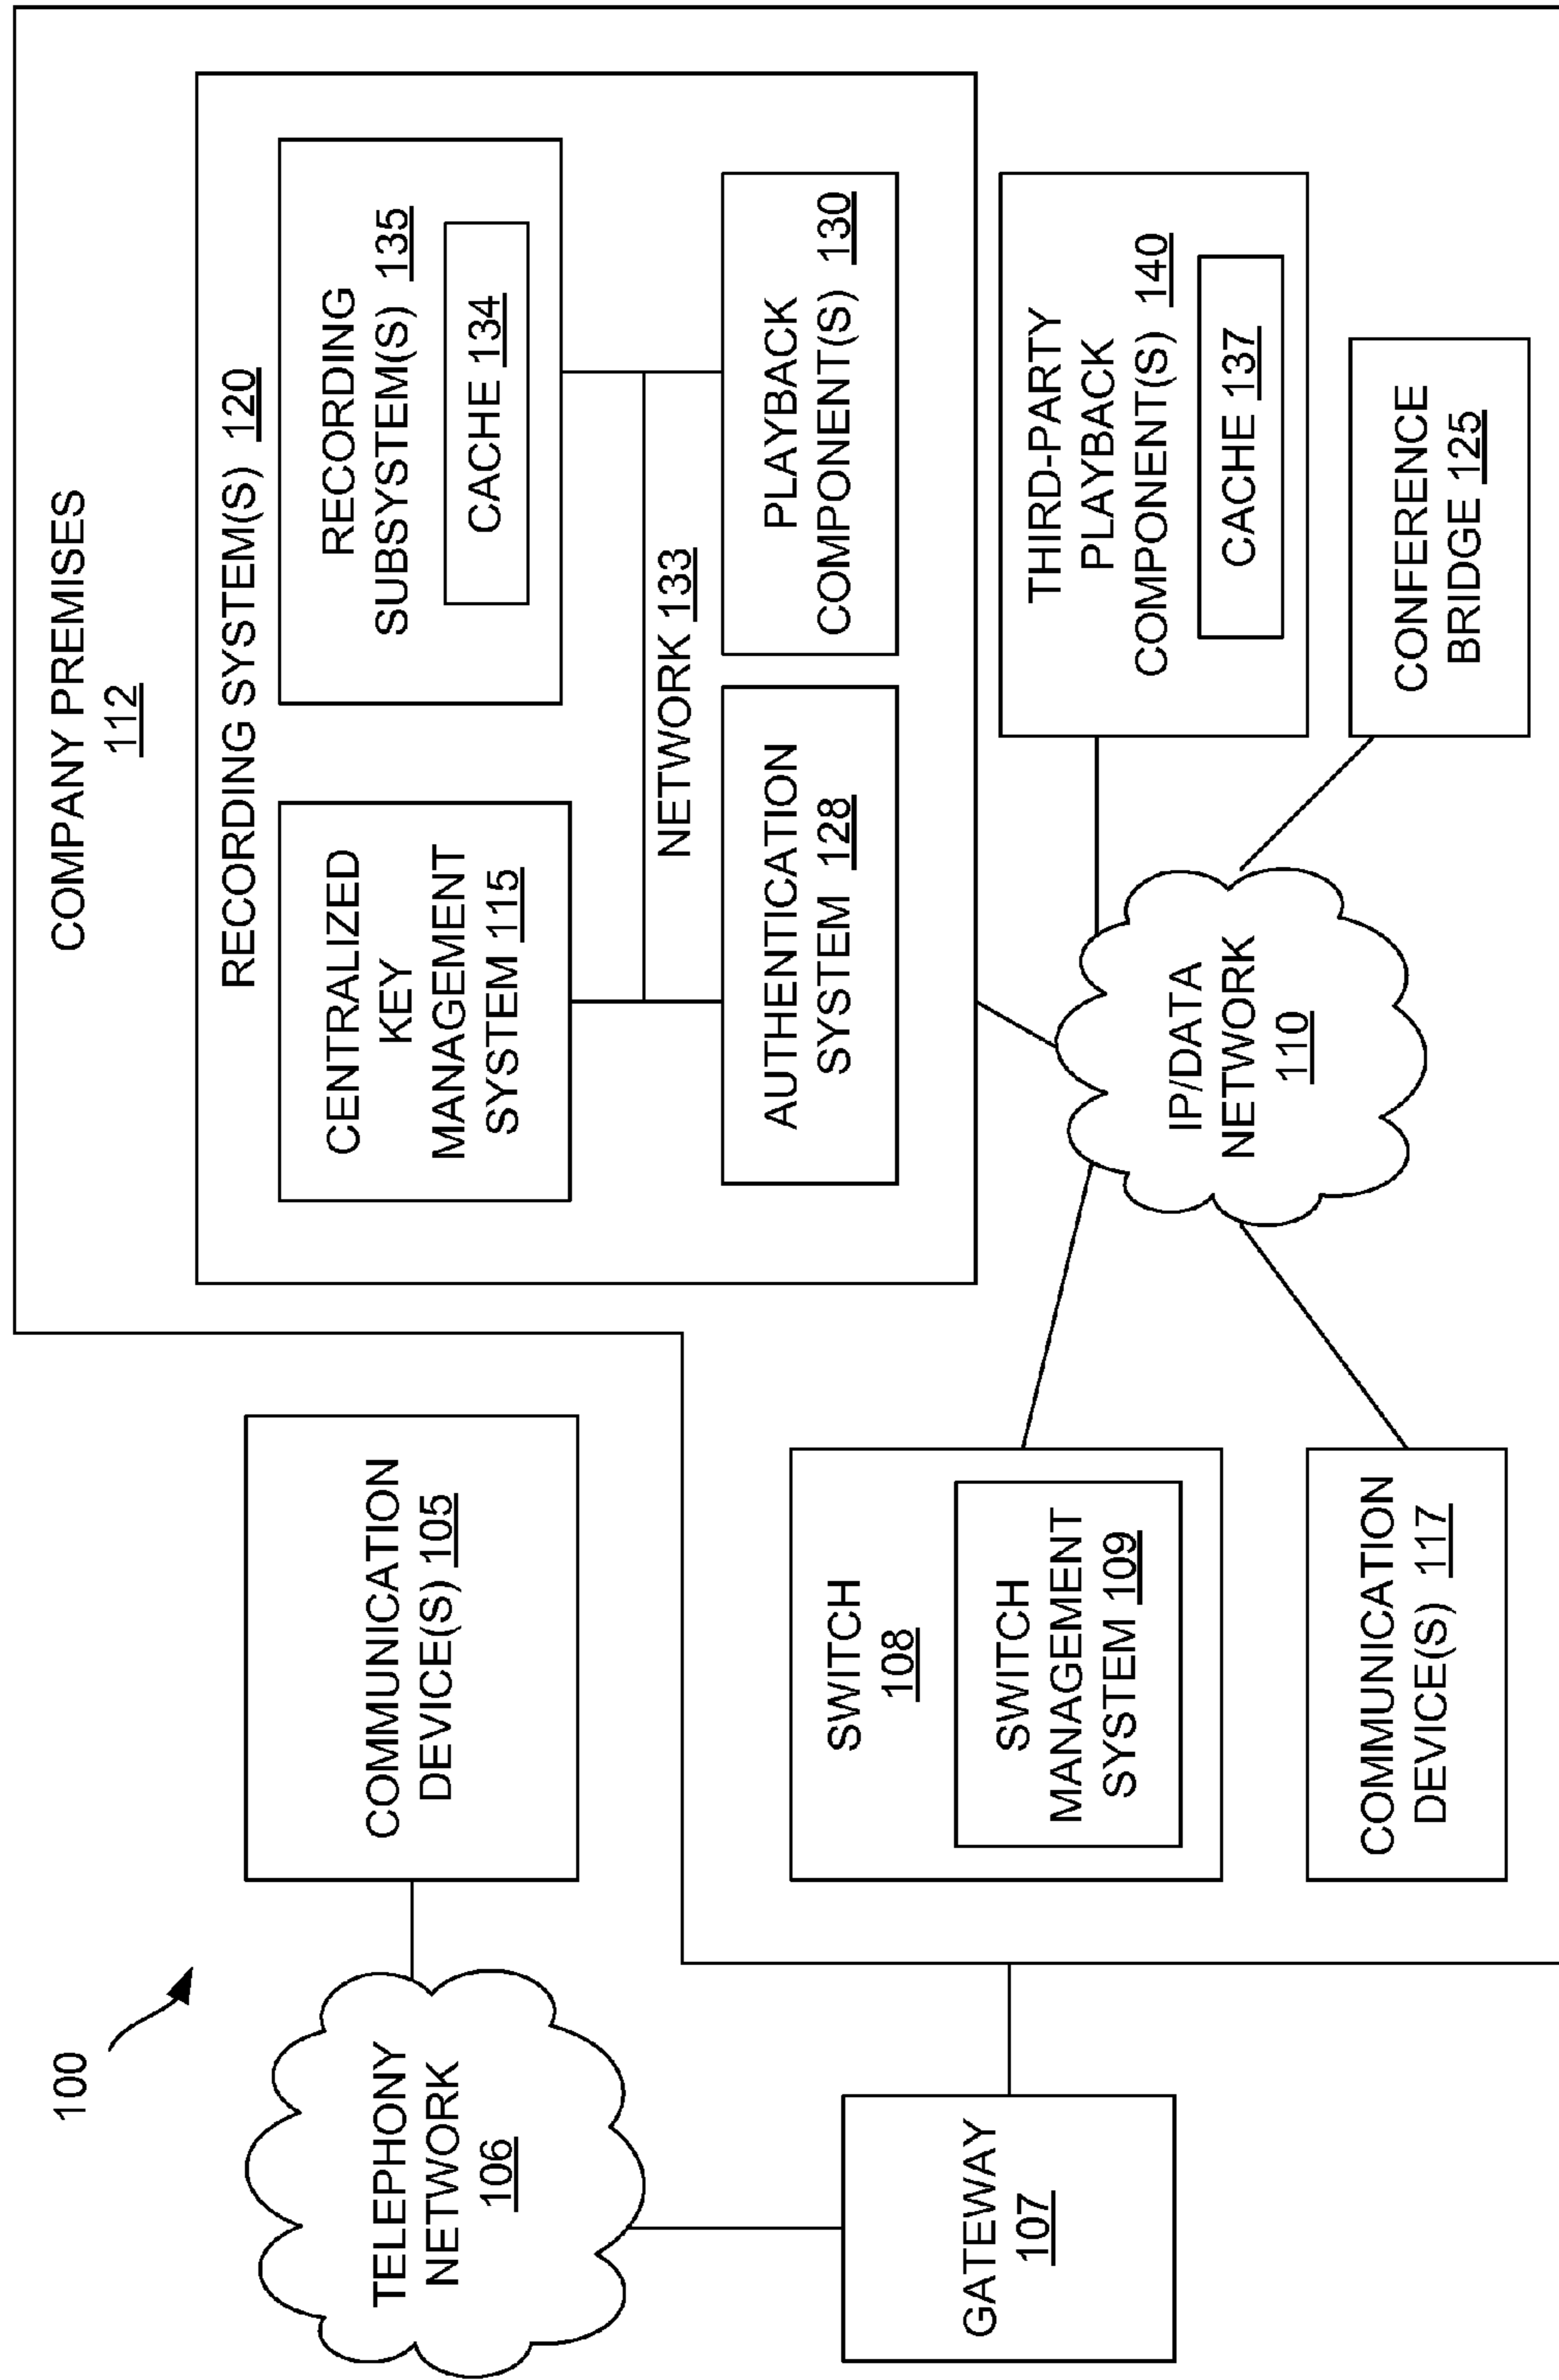 100
TELEPHONY
NETWORK
106
COMMUNICATION
DEVICE(S) 105
GATEWAY
107
COMPANY PREMISES
112
RECORDING SYSTEM(S) 120
CENTRALIZED
KEY
MANAGEMENT
SYSTEM 115
RECORDING
SUBSYSTEM(S) 135
CACHE 134
NETWORK 133
AUTHENTICATION
SYSTEM 128
PLAYBACK
COMPONENT(S) 130
SWITCH
108
SWITCH
MANAGEMENT
SYSTEM 109
COMMUNICATION
DEVICE(S) 117
IP/DATA
NETWORK
110
THIRD-PARTY
PLAYBACK
COMPONENT(S) 140
CACHE 137
CONFERENCE
BRIDGE 125